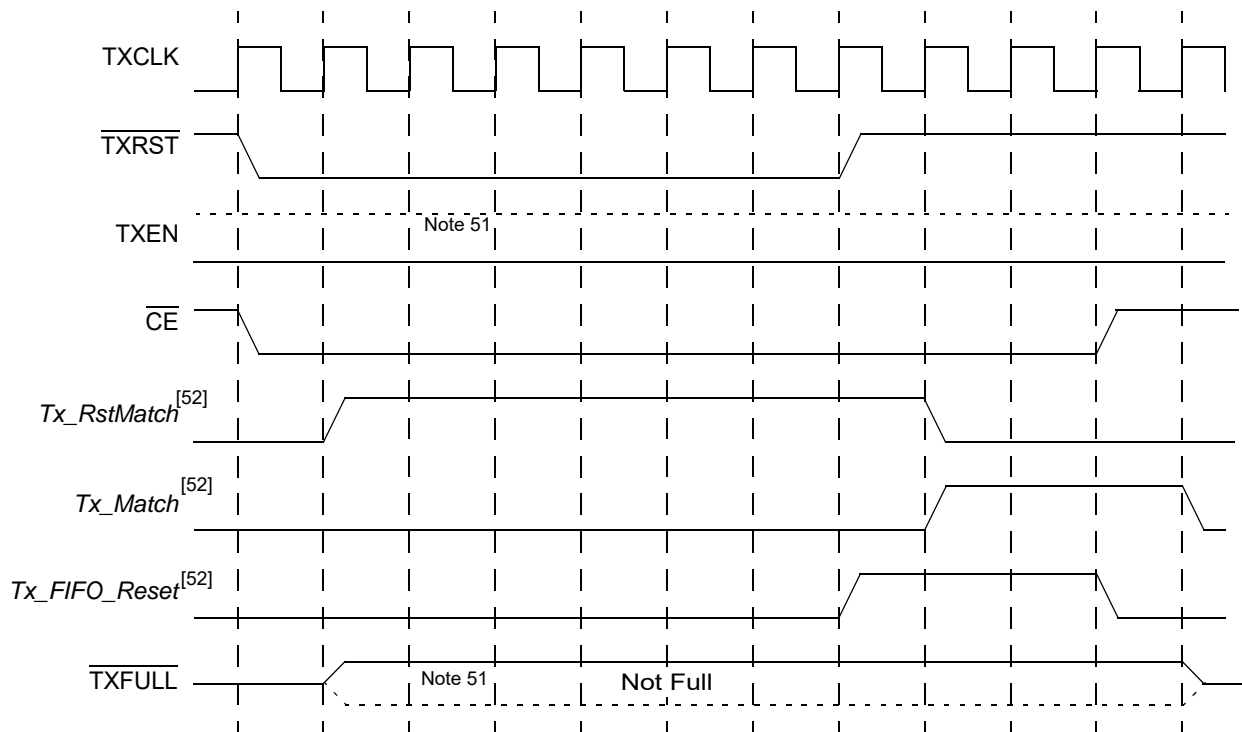 TXCLK
TXRST
Note 51
TXEN
CE
Tx_RstMatch[52]
Tx_Match[52]
Tx_FIFO_Reset[52]
TXFULL
Note 51
Not Full